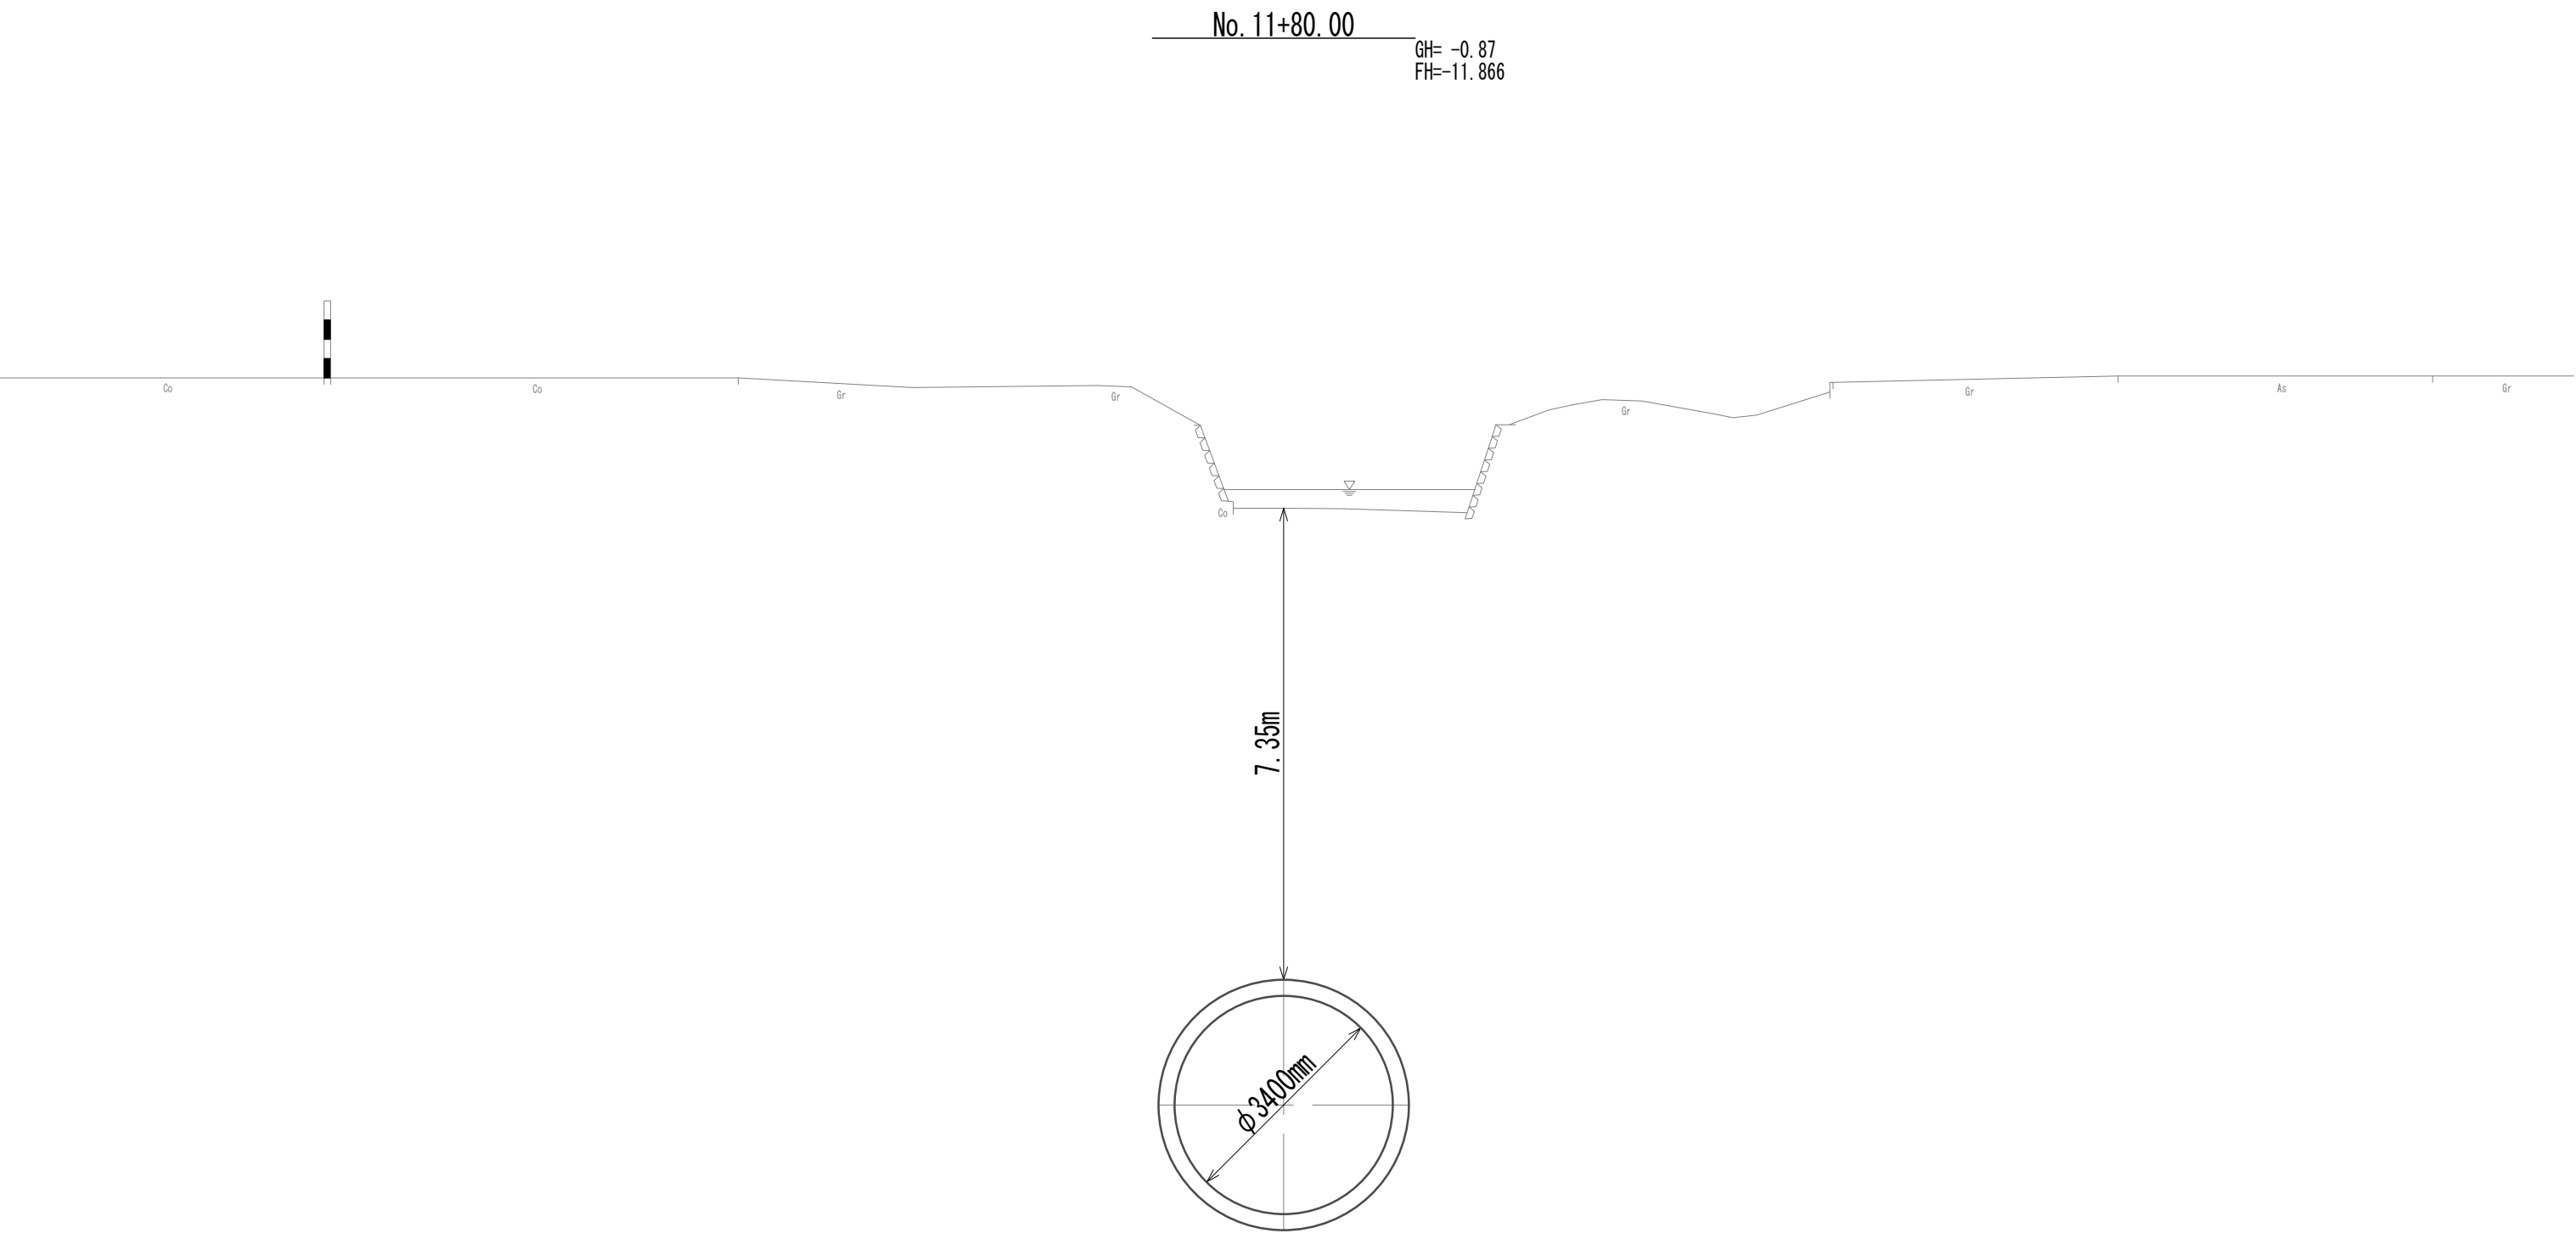 No.11+80.00
GH= -0.87
FH=-11.866
Co
Co
Gr
Gr
Gr
Gr
As
Gr
Co
7.35m
φ3400mm